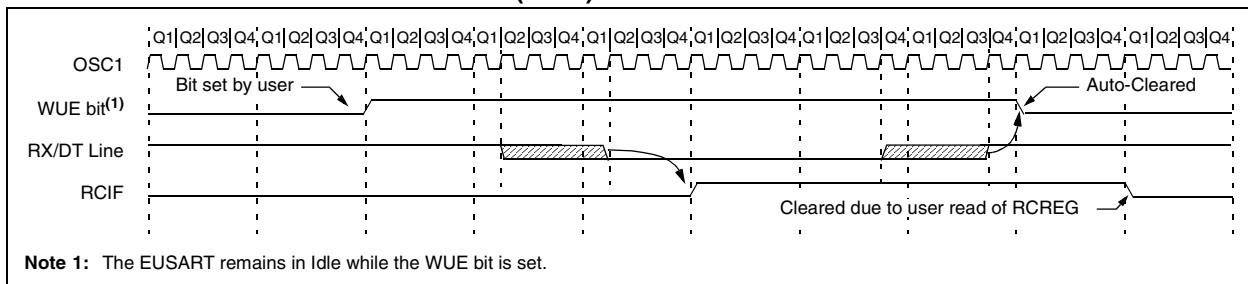 Q1 Q2 Q3 Q4 Q1 Q2 Q3 Q4 Q1 Q2 Q3 Q4 Q1 Q2 Q3 Q4 Q1 Q2 Q3 Q4 Q1 Q2 Q3 Q4 Q1 Q2 Q3 Q4 Q1 Q2 Q3 Q4 Q1 Q2 Q3 Q4 Q1 Q2 Q3 Q4
OSC1
Bit set by user
Auto-Cleared
WUE bit(1)
RX/DT Line
RCIF
Cleared due to user read of RCREG
Note 1: The EUSART remains in Idle while the WUE bit is set.